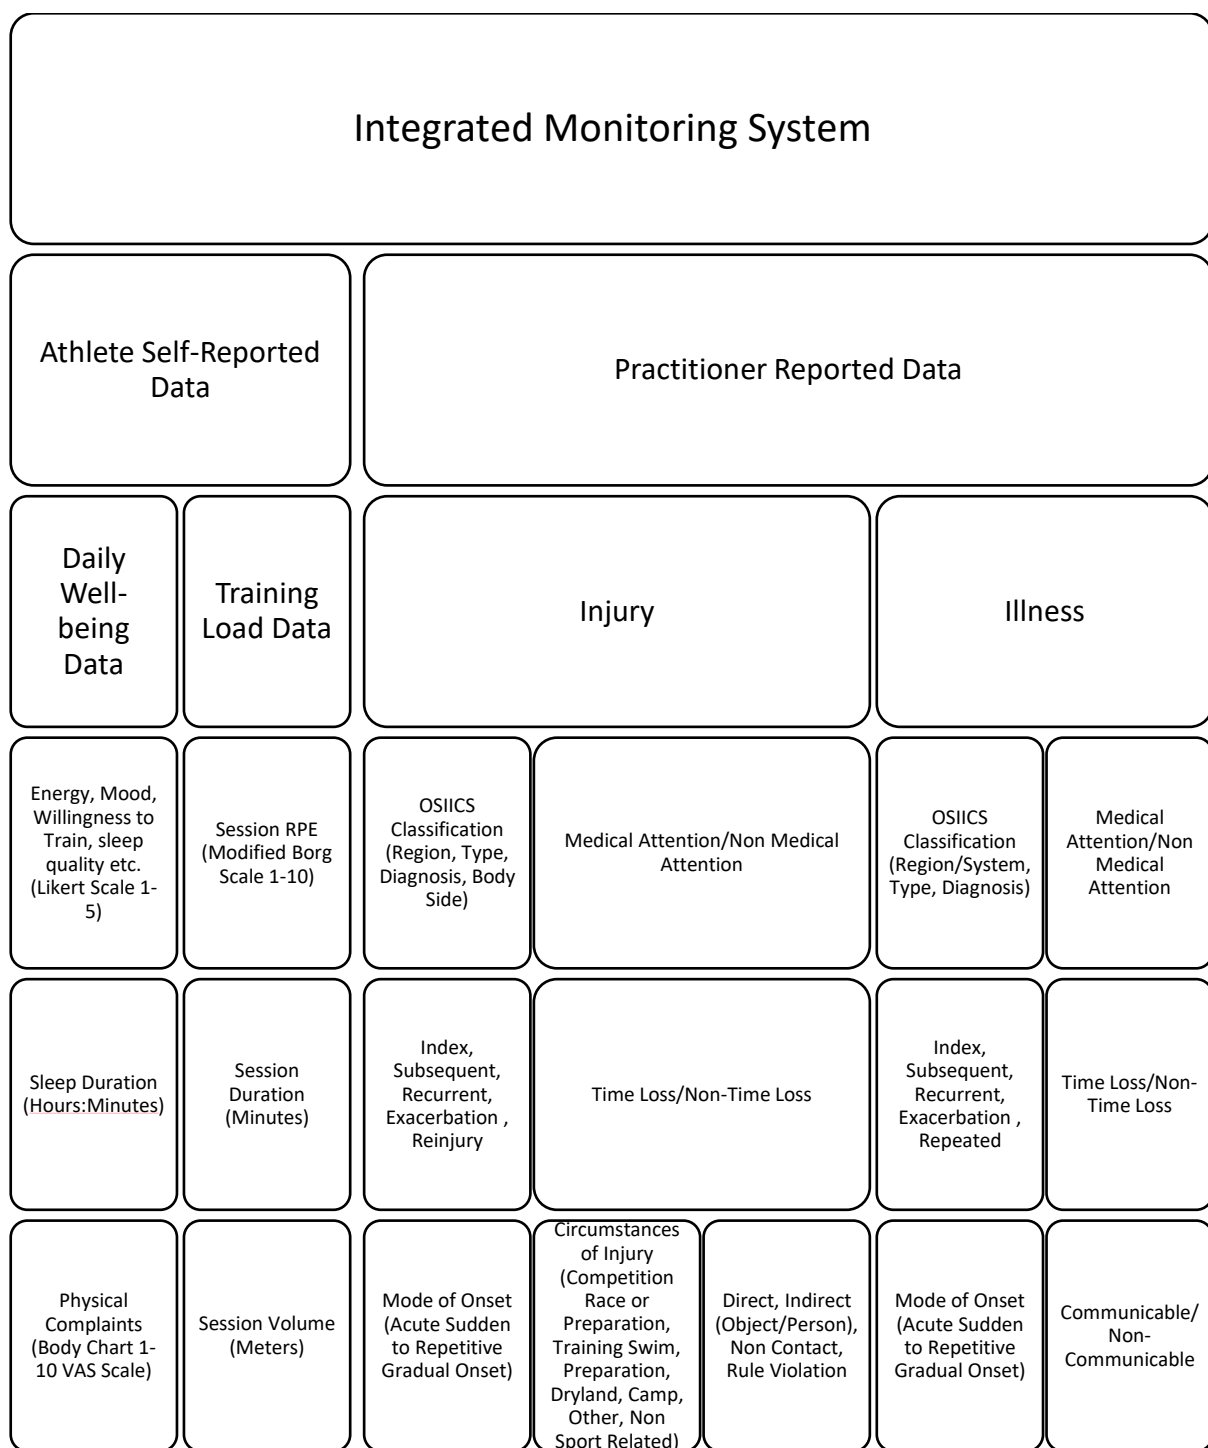 Integrated Monitoring System
Athlete Self-Reported
Data
Practitioner Reported Data
Daily
Well-
being
Data
Training
Load Data
Injury
Illness
Energy, Mood,
Willingness to
Train, sleep
quality etc.
(Likert Scale 1-
5)
Session RPE
(Modified Borg
Scale 1-10)
OSIICS
Classification
(Region, Type,
Diagnosis, Body
Side)
Medical Attention/Non Medical
Attention
OSIICS
Classification
(Region/System,
Type, Diagnosis)
Medical
Attention/Non
Medical
Attention
Sleep Duration
(Hours:Minutes)
Session
Duration
(Minutes)
Index,
Subsequent,
Recurrent,
Exacerbation ,
Reinjury
Time Loss/Non-Time Loss
Index,
Subsequent,
Recurrent,
Exacerbation ,
Repeated
Time Loss/Non-
Time Loss
Physical
Complaints
(Body Chart 1-
10 VAS Scale)
Session Volume
(Meters)
Mode of Onset
(Acute Sudden
to Repetitive
Gradual Onset)
Circumstances
of Injury
(Competition
Race or
Preparation,
Training Swim,
Preparation,
Dryland, Camp,
Other, Non
Sport Related)
Direct, Indirect
(Object/Person),
Non Contact,
Rule Violation
Mode of Onset
(Acute Sudden
to Repetitive
Gradual Onset)
Communicable/
Non-
Communicable